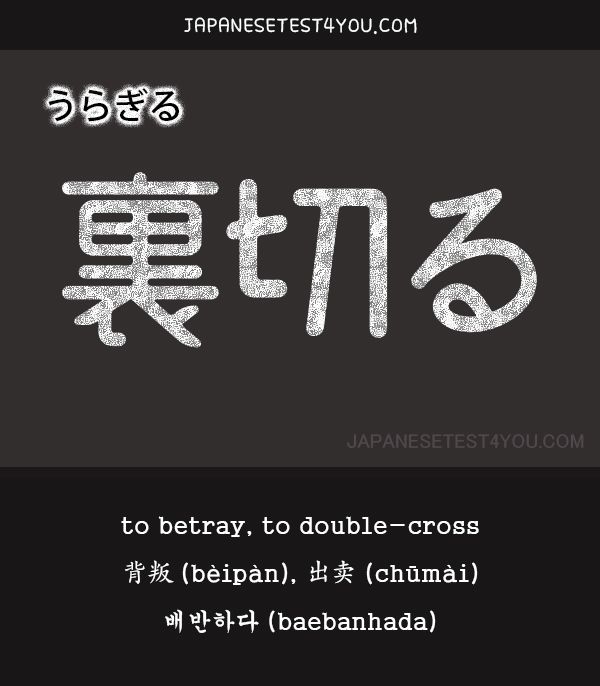 JAPANESETEST4YOU.COM
うらぎる
裏切る
JAPANESETEST4YOU.COM
to betray, to double-cross
背叛 (bèipàn), 出卖 (chūmài)
배반하다 (baebanhada)